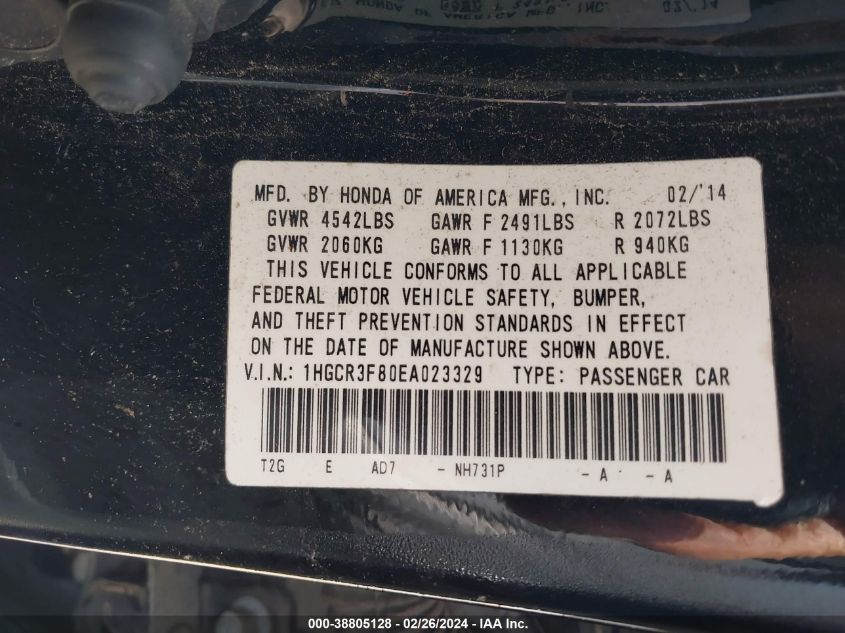 MFD. BY HONDA OF AMERICA MFG., INC. 02/'14
GVWR 4542LBS GAWR F 2491LBS R 2072LBS
GVWR 2060KG GAWR F 1130KG R 940KG
THIS VEHICLE CONFORMS TO ALL APPLICABLE
FEDERAL MOTOR VEHICLE SAFETY, BUMPER,
AND THEFT PREVENTION STANDARDS IN EFFECT
ON THE DATE OF MANUFACTURE SHOWN ABOVE.
V.I.N.: 1HGCR3F80EA023329 TYPE: PASSENGER CAR
T2G E AD7 - NH731P - A - A
000-38805128 - 02/26/2024 - IAA-INC.